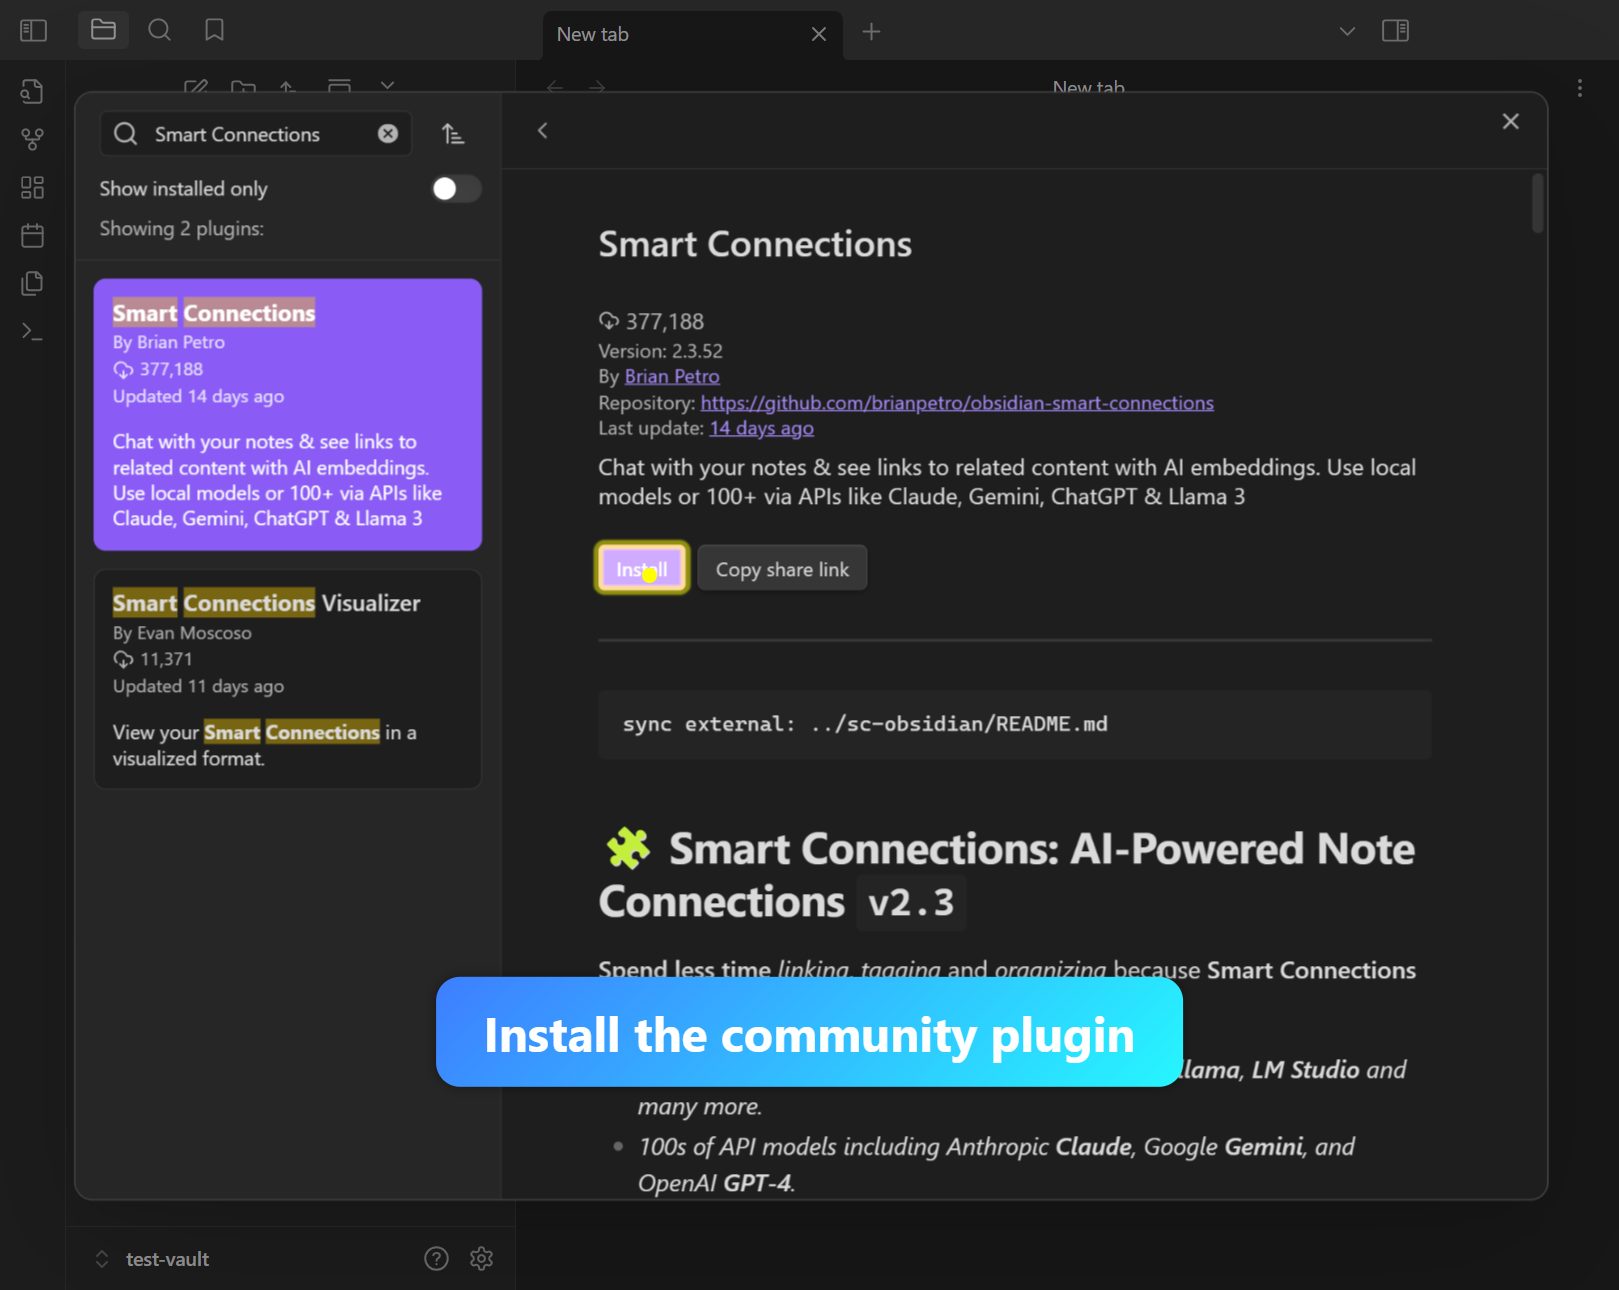 New tab
New tab
Smart Connections
Show installed only
Showing 2 plugins:
Smart Connections
By Brian Petro
377,188
Updated 14 days ago
Chat with your notes & see links to
related content with AI embeddings.
Use local models or 100+ via APIs like
Claude, Gemini, ChatGPT & Llama 3
Smart Connections Visualizer
By Evan Moscoso
11,371
Updated 11 days ago
View your Smart Connections in a
visualized format.
Smart Connections
377,188
Version: 2.3.52
By Brian Petro
Repository: https://github.com/brianpetro/obsidian-smart-connections
Last update: 14 days ago
Chat with your notes & see links to related content with AI embeddings. Use local
models or 100+ via APIs like Claude, Gemini, ChatGPT & Llama 3
Install
Copy share link
sync external: ../sc-obsidian/README.md
Smart Connections: AI-Powered Note
Connections v2.3
Spend less time linking, tagging and organizing because Smart Connections
Install the community plugin
LM Studio and
many more.
100s of API models including Anthropic Claude, Google Gemini, and
OpenAI GPT-4.
test-vault